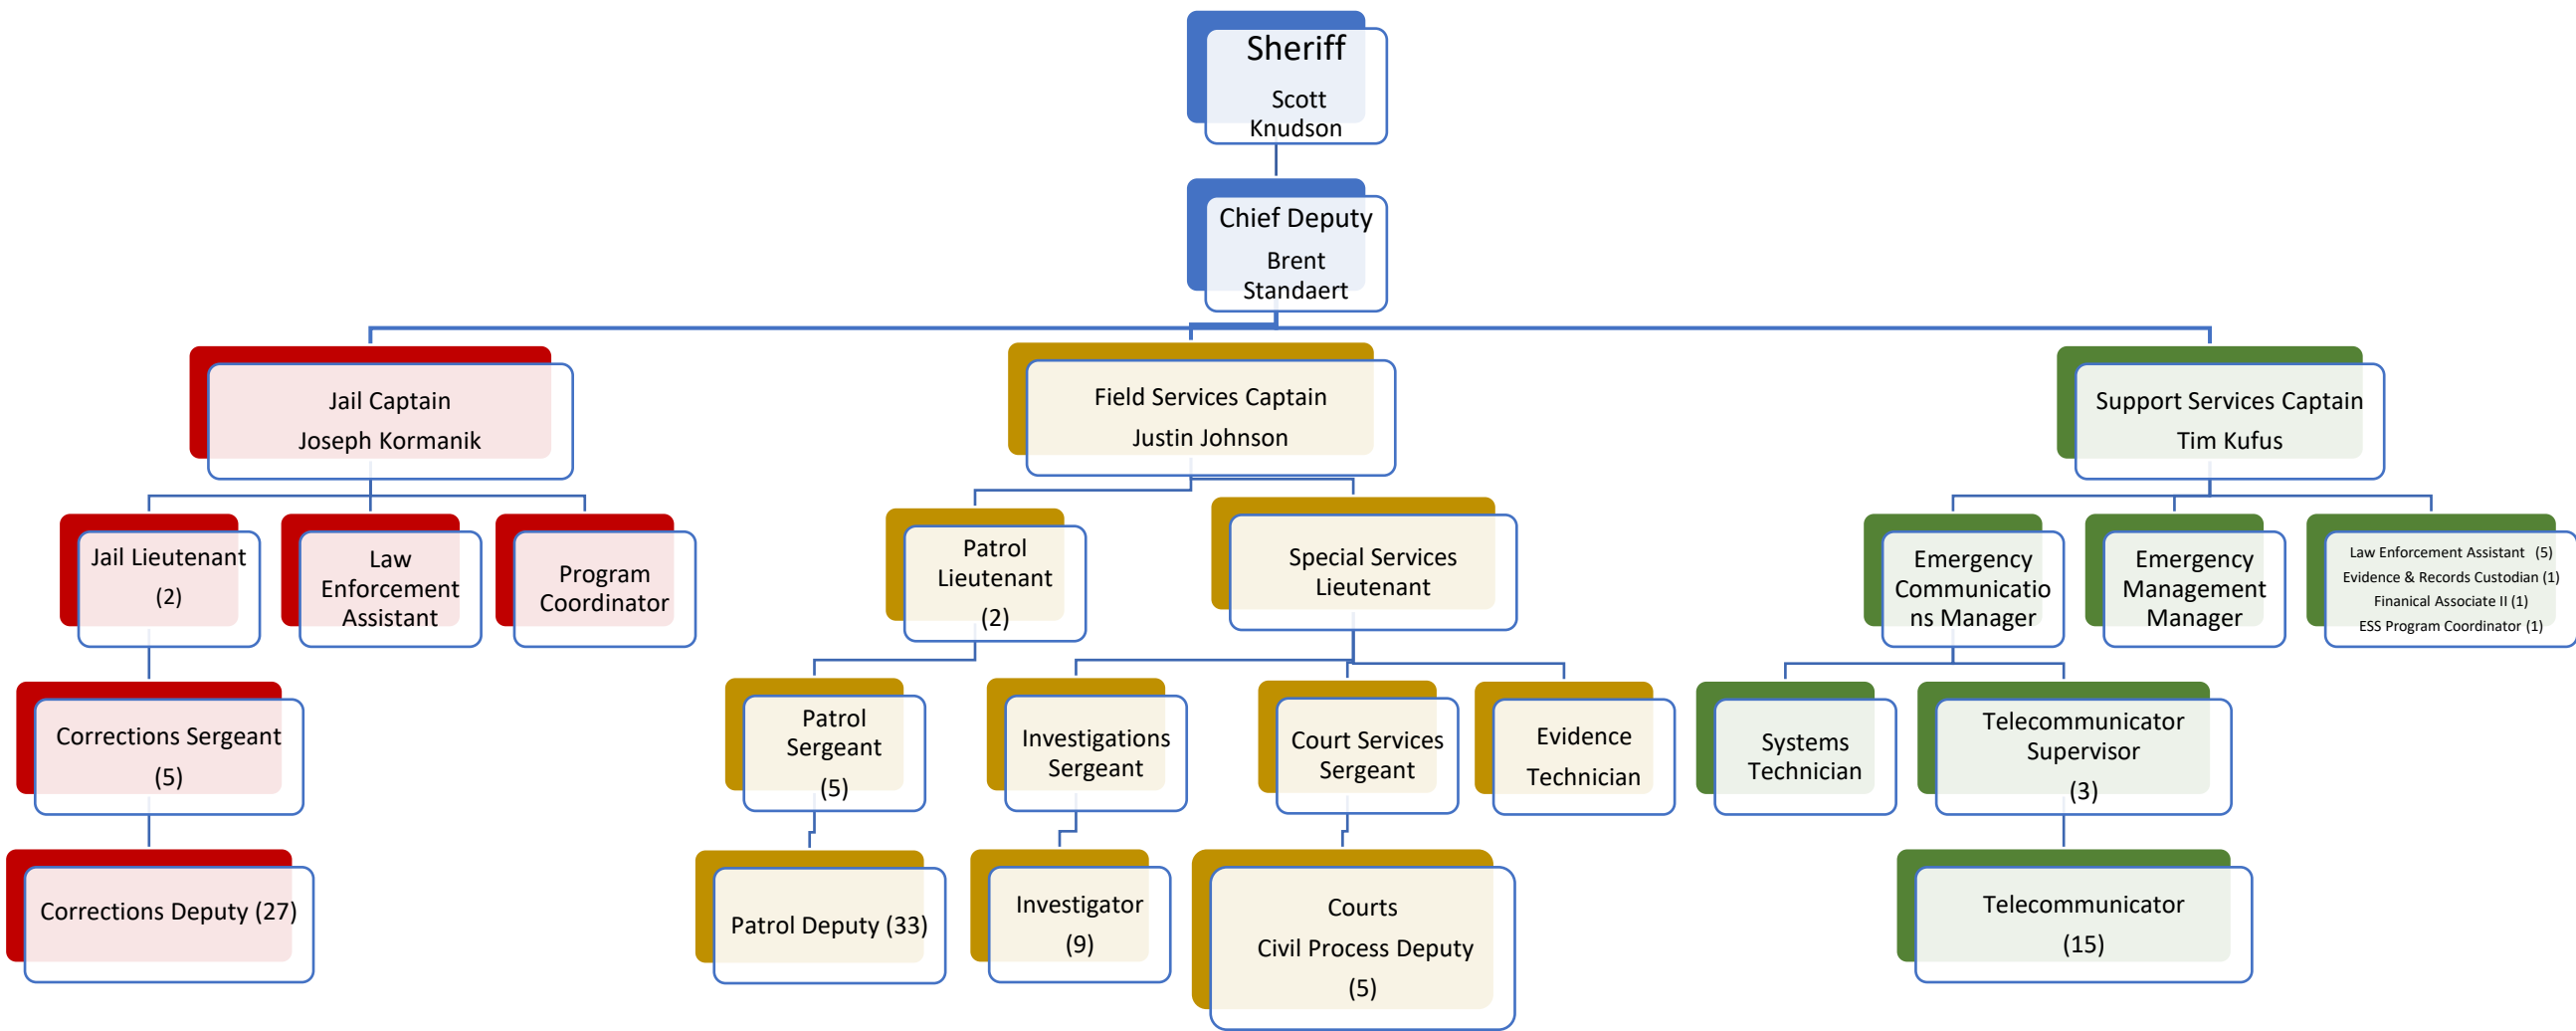 Sheriff
Scott
Knudson
Chief Deputy
Brent
Standaert
Jail Captain
Joseph Kormanik
Field Services Captain
Justin Johnson
Support Services Captain
Tim Kufus
Jail Lieutenant
(2)
Law
Enforcement
Assistant
Program
Coordinator
Patrol
Lieutenant
(2)
Special Services
Lieutenant
Emergency
Communicatio
ns Manager
Emergency
Management
Manager
Law Enforcement Assistant (5)
Evidence & Records Custodian (1)
Finanical Associate II (1)
ESS Program Coordinator (1)
Corrections Sergeant
(5)
Patrol
Sergeant
(5)
Investigations
Sergeant
Court Services
Sergeant
Evidence
Technician
Systems
Technician
Telecommunicator
Supervisor
(3)
Corrections Deputy (27)
Patrol Deputy (33)
Investigator
(9)
Courts
Civil Process Deputy
(5)
Telecommunicator
(15)